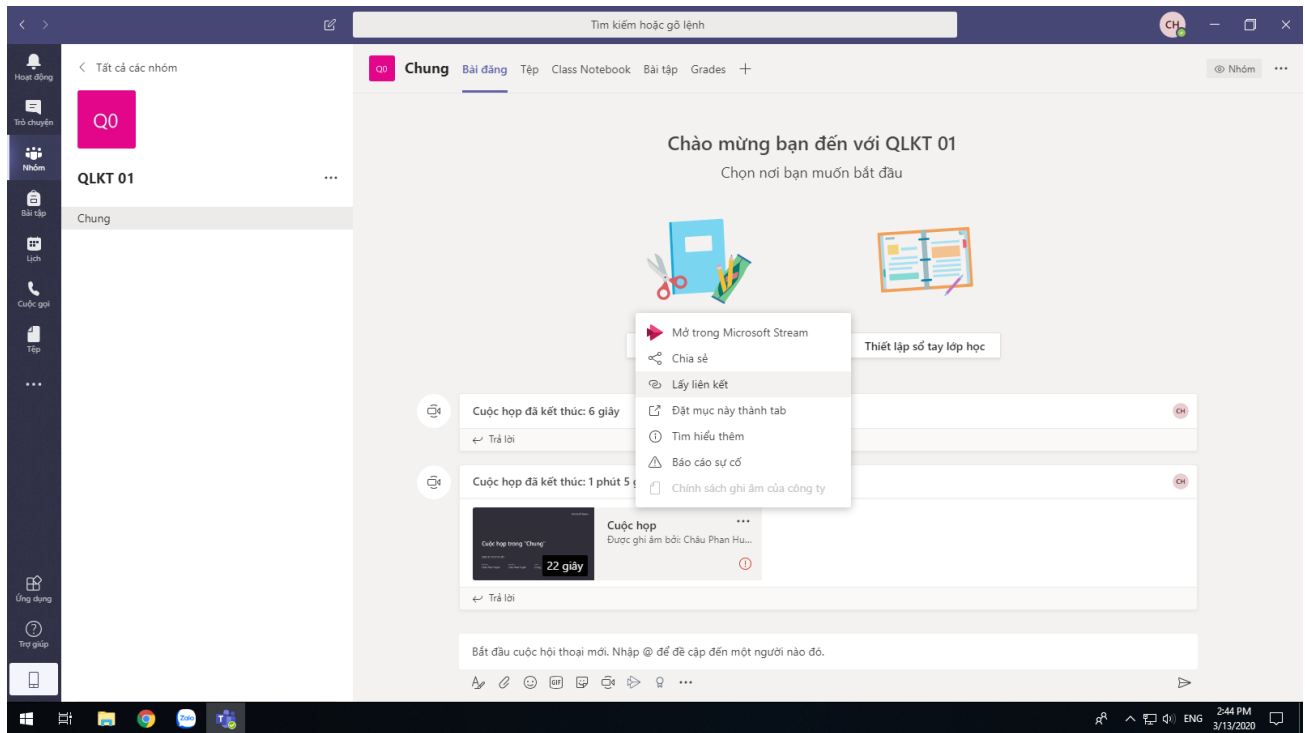 Tìm kiếm hoặc gõ lệnh
CH
Hoạt động
Trò chuyện
Nhóm
Bài tập
Lịch
Cuộc gọi
Tệp
Ứng dụng
Trợ giúp
Tất cả các nhóm
Q0
QLKT 01
Chung
Q0 Chung Bài đăng Tệp Class Notebook Bài tập Grades
Nhóm
Chào mừng bạn đến với QLKT 01
Chọn nơi bạn muốn bắt đầu
Thiết lập sổ tay lớp học
Mở trong Microsoft Stream
Chia sẻ
Lấy liên kết
Đặt mục này thành tab
Tìm hiểu thêm
Báo cáo sự cố
Chính sách ghi âm của công ty
Cuộc họp đã kết thúc: 6 giây
CH
Trả lời
Cuộc họp đã kết thúc: 1 phút 5
CH
Cuộc họp trong "Chung"
22 giây
Cuộc họp
Được ghi âm bởi: Châu Phan Hu...
Trả lời
Bắt đầu cuộc hội thoại mới. Nhập @ để đề cập đến một người nào đó.
GIF
Zalo
ENG
2:44 PM
3/13/2020